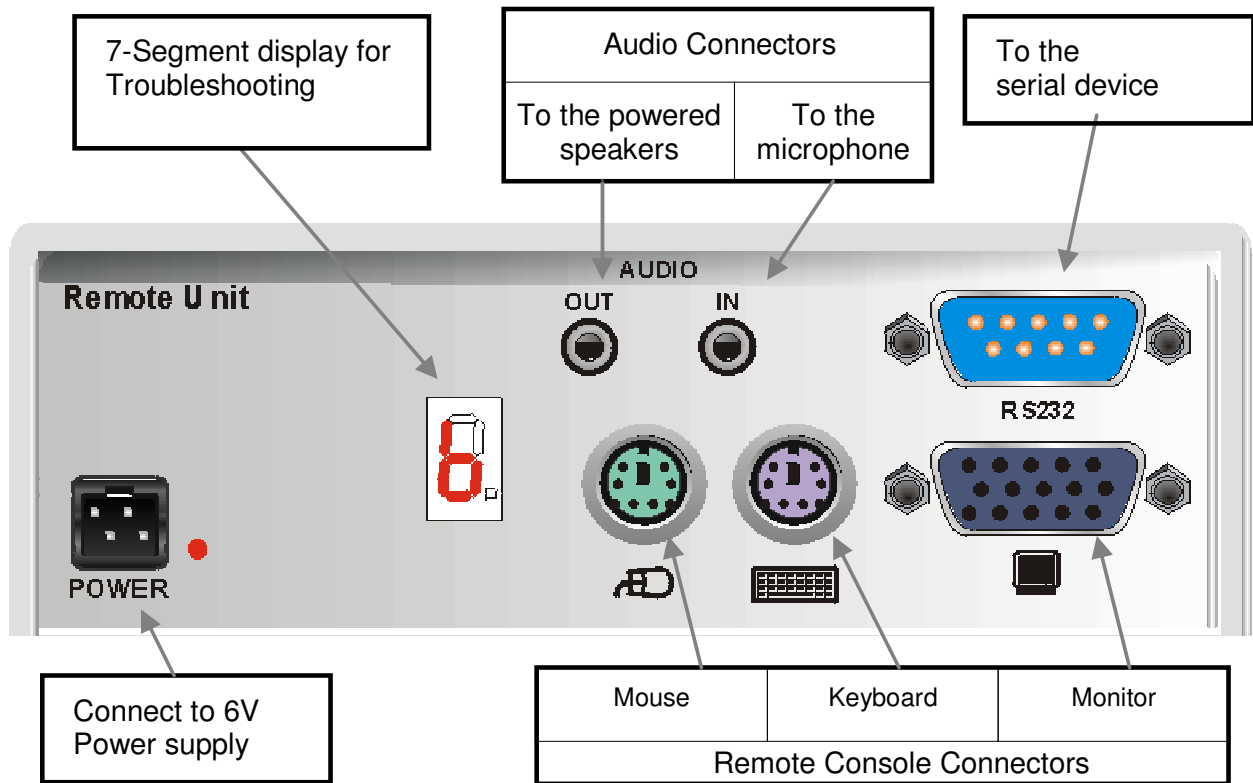 7-Segment display for
Troubleshooting
Audio Connectors
To the powered
speakers
To the
microphone
To the
serial device
Remote Unit
AUDIO
OUT
IN
RS232
6.
POWER
Connect to 6V
Power supply
Mouse
Keyboard
Monitor
Remote Console Connectors